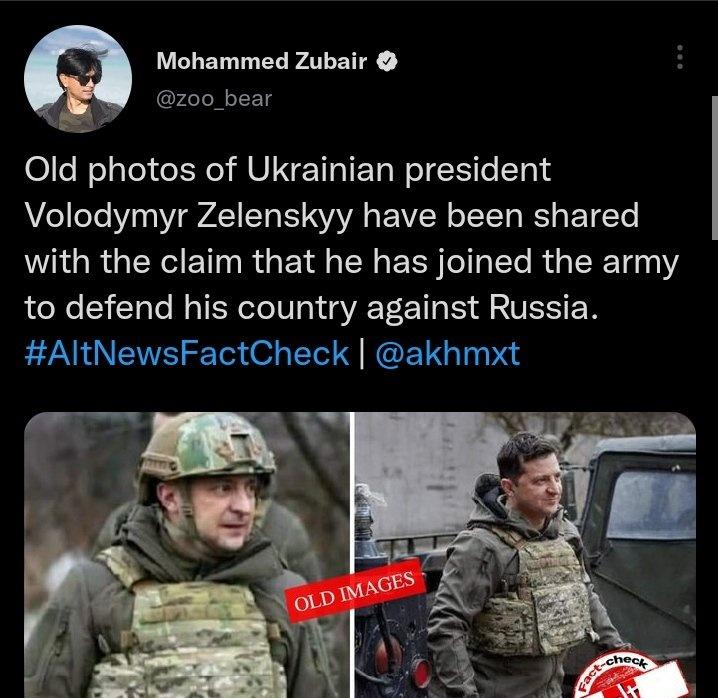 Mohammed Zubair
@zoo_bear
Old photos of Ukrainian president
Volodymyr Zelenskyy have been shared
with the claim that he has joined the army
to defend his country against Russia.
#AltNewsFactCheck | @akhmxt
OLD IMAGES
Fact-check